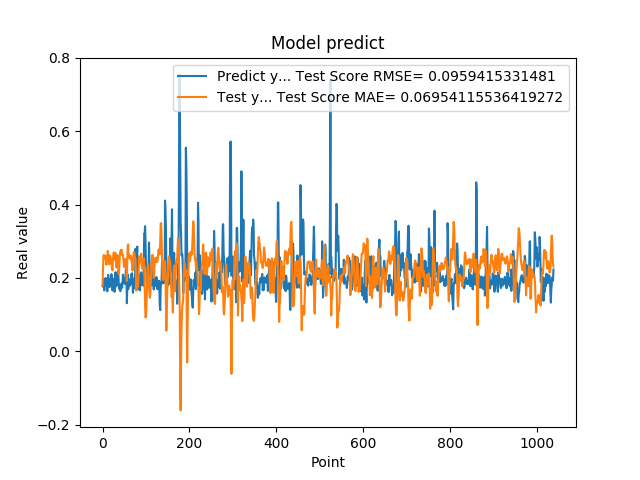 Model predict
Predict y... Test Score RMSE= 0.0959415331481
Test y... Test Score MAE= 0.06954115536419272
0.8
0.6
0.4
0.2
0.0
−0.2
Real value
0 200 400 600 800 1000
Point